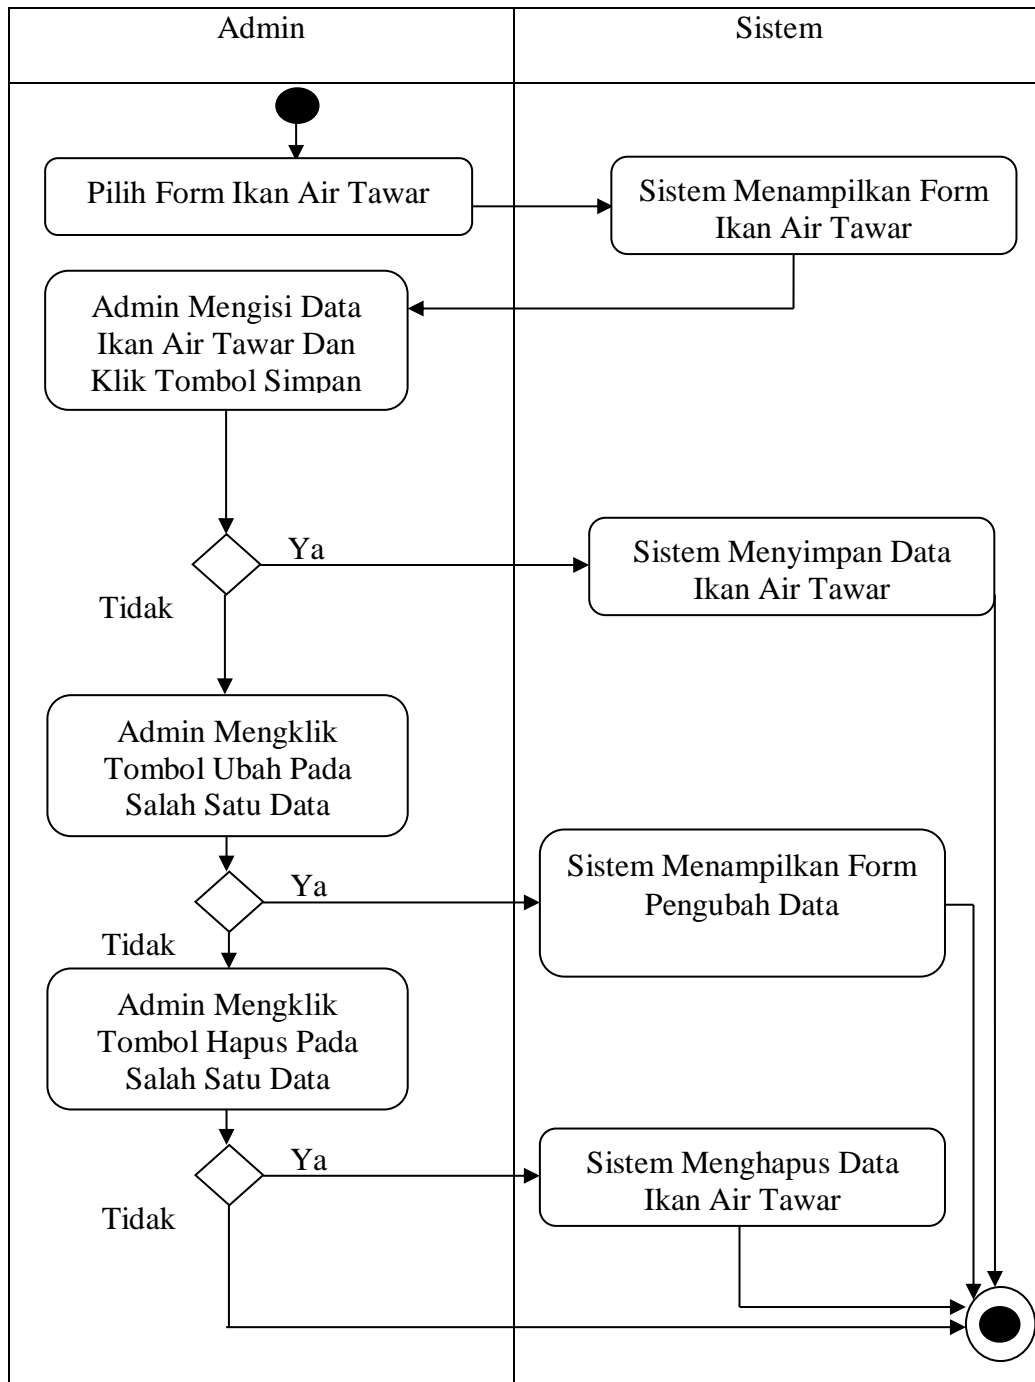 Admin
Sistem
Pilih Form Ikan Air Tawar
Sistem Menampilkan Form
Ikan Air Tawar
Admin Mengisi Data
Ikan Air Tawar Dan
Klik Tombol Simpan
Ya
Sistem Menyimpan Data
Ikan Air Tawar
Tidak
Admin Mengklik
Tombol Ubah Pada
Salah Satu Data
Ya
Sistem Menampilkan Form
Pengubah Data
Tidak
Admin Mengklik
Tombol Hapus Pada
Salah Satu Data
Ya
Sistem Menghapus Data
Ikan Air Tawar
Tidak